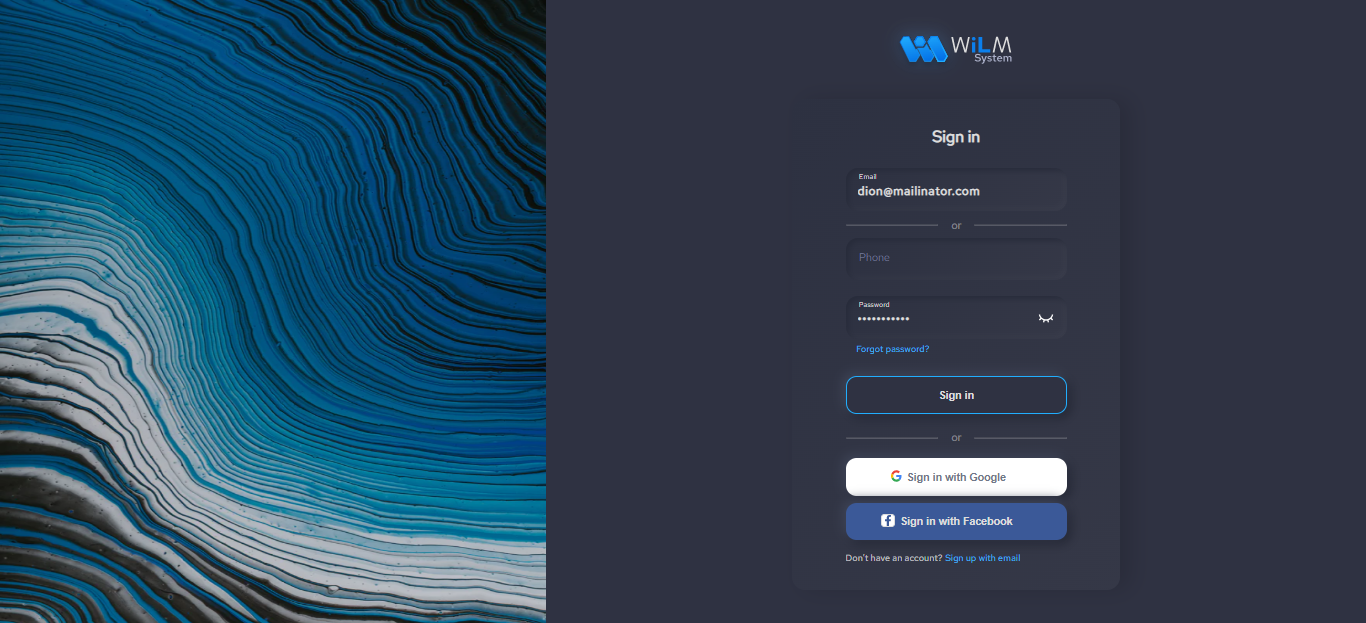 WiLM
System
Sign in
Email
dion@mailinator.com
or
Phone
Password
•••••••••••
Forgot password?
Sign in
or
Sign in with Google
Sign in with Facebook
Don't have an account? Sign up with email